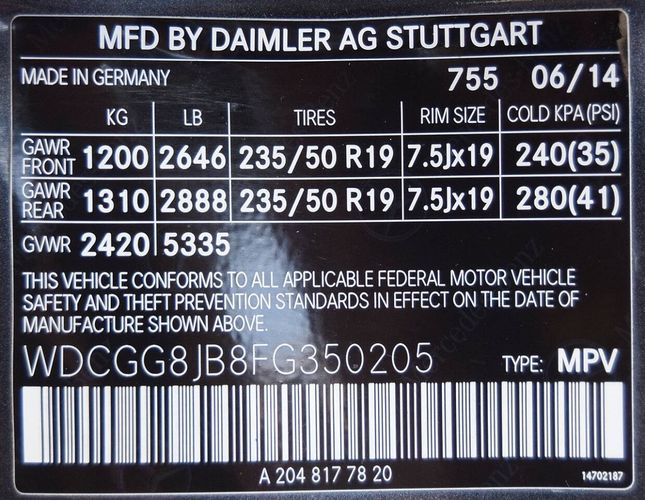 MFD BY DAIMLER AG STUTTGART
MADE IN GERMANY 755 06/14
KG LB TIRES RIM SIZE COLD KPA (PSI)
GAWR FRONT 1200 2646 235/50 R19 7.5Jx19 240(35)
GAWR REAR 1310 2888 235/50 R19 7.5Jx19 280(41)
GVWR 2420 5335
THIS VEHICLE CONFORMS TO ALL APPLICABLE FEDERAL MOTOR VEHICLE
SAFETY AND THEFT PREVENTION STANDARDS IN EFFECT ON THE DATE OF
MANUFACTURE SHOWN ABOVE.
WDCGG8JB8FG350205 TYPE: MPV
A 204 817 78 20 14702187